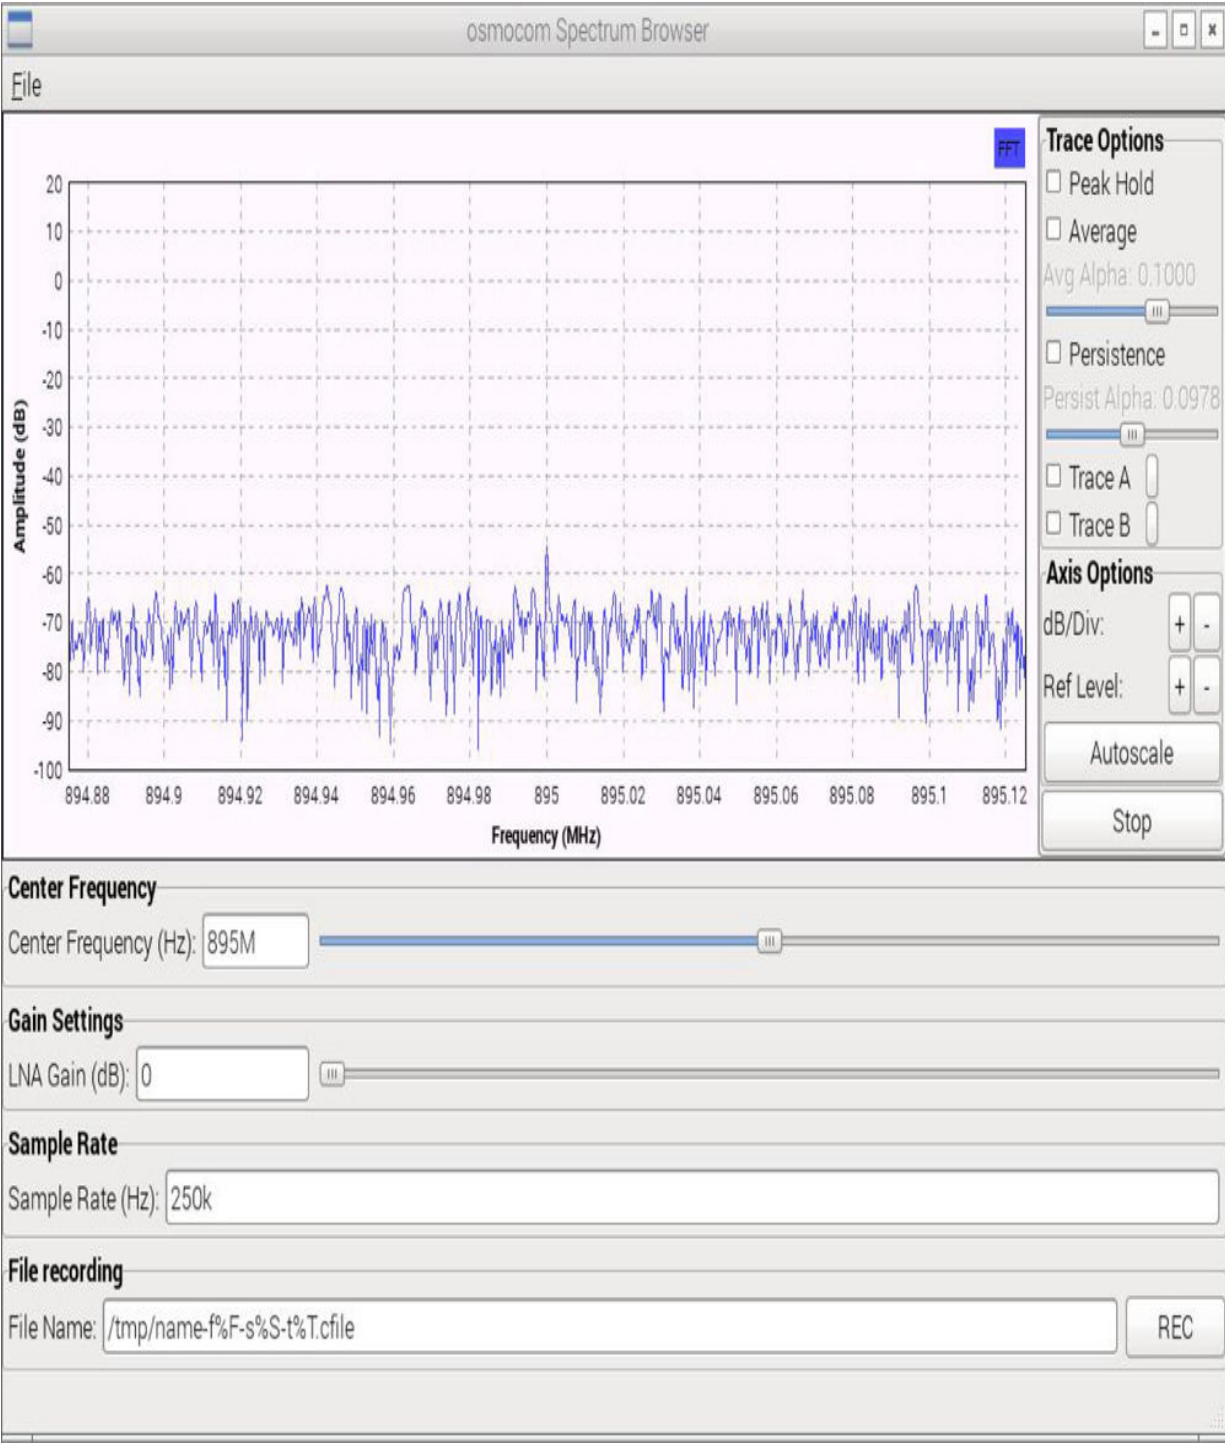 osmocom Spectrum Browser
File
FFT
20
10
0
-10
-20
-30
-40
-50
-60
-70
-80
-90
-100
Amplitude (dB)
894.88 894.9 894.92 894.94 894.96 894.98 895 895.02 895.04 895.06 895.08 895.1 895.12
Frequency (MHz)
Trace Options
Peak Hold
Average
Avg Alpha: 0.1000
Persistence
Persist Alpha: 0.0978
Trace A
Trace B
Axis Options
dB/Div: + -
Ref Level: + -
Autoscale
Stop
Center Frequency
Center Frequency (Hz): 895M
Gain Settings
LNA Gain (dB): 0
Sample Rate
Sample Rate (Hz): 250k
File recording
File Name: /tmp/name-f%F-s%S-t%T.cfile REC